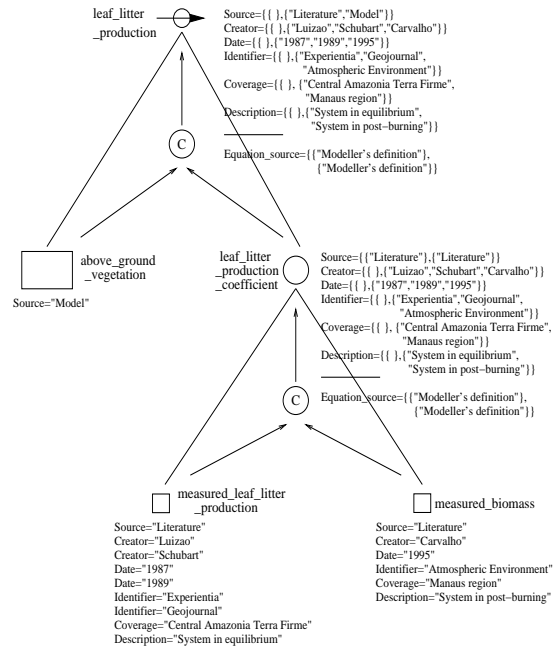 leaf_litter
_production
Source={{ },{"Literature","Model"}}
Creator={{ },"Luizao","Schubart","Carvalho"}
Date={{ },{"1987","1989","1995"}}
Identifier={{ },{"Experientia","Geojournal",
"Atmospheric Environment"}}
Coverage={{ }, {"Central Amazonia Terra Firme",
"Manaus region"}}
Description={{ },{"System in equilibrium",
"System in post−burning"}}
Equation_source={{"Modeller's definition"},
{"Modeller's definition"}}
C
above_ground
_vegetation
Source="Model"
leaf_litter
_production
_coefficient
Source={{"Literature"},{"Literature"}}
Creator={{ },"Luizao","Schubart","Carvalho"}
Date={{ },"1987","1989","1995"}}
Identifier={{ },{"Experientia","Geojournal",
"Atmospheric Environment"}}
Coverage={{ }, {"Central Amazonia Terra Firme",
"Manaus region"}}
Description={{ },{"System in equilibrium",
"System in post−burning"}}
Equation_source={{"Modeller's definition"},
{"Modeller's definition"}}
C
measured_leaf_litter
_production
Source="Literature"
Creator="Luizao"
Creator="Schubart"
Date="1987"
Date="1989"
Identifier="Experientia"
Identifier="Geojournal"
Coverage="Central Amazonia Terra Firme"
Description="System in equilibrium"
measured_biomass
Source="Literature"
Creator="Carvalho"
Date="1995"
Identifier="Atmospheric Environment"
Coverage="Manaus region"
Description="System in post−burning"